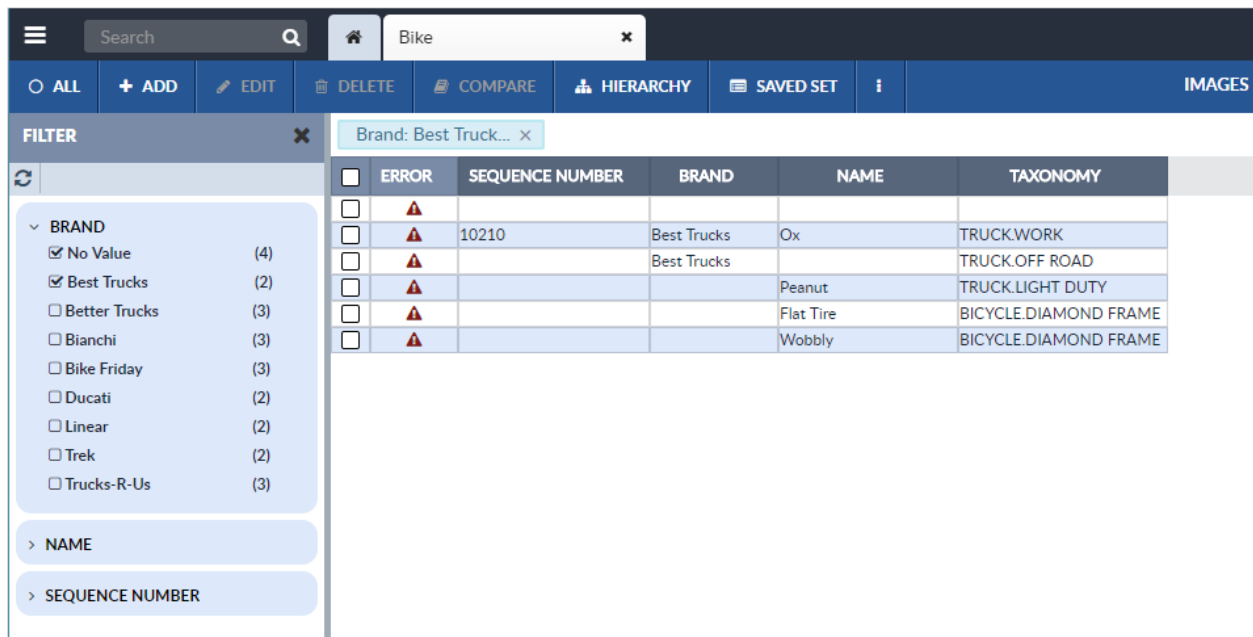 Search
Bike
ALL ADD EDIT DELETE COMPARE HIERARCHY SAVED SET IMAGES
FILTER
Brand: Best Truck...
BRAND
No Value (4)
Best Trucks (2)
Better Trucks (3)
Bianchi (3)
Bike Friday (3)
Ducati (2)
Linear (2)
Trek (2)
Trucks-R-Us (3)
NAME
SEQUENCE NUMBER
ERROR SEQUENCE NUMBER BRAND NAME TAXONOMY
10210 Best Trucks Ox TRUCK.WORK
Best Trucks TRUCK.OFF ROAD
Peanut TRUCK.LIGHT DUTY
Flat Tire BICYCLE.DIAMOND FRAME
Wobbly BICYCLE.DIAMOND FRAME